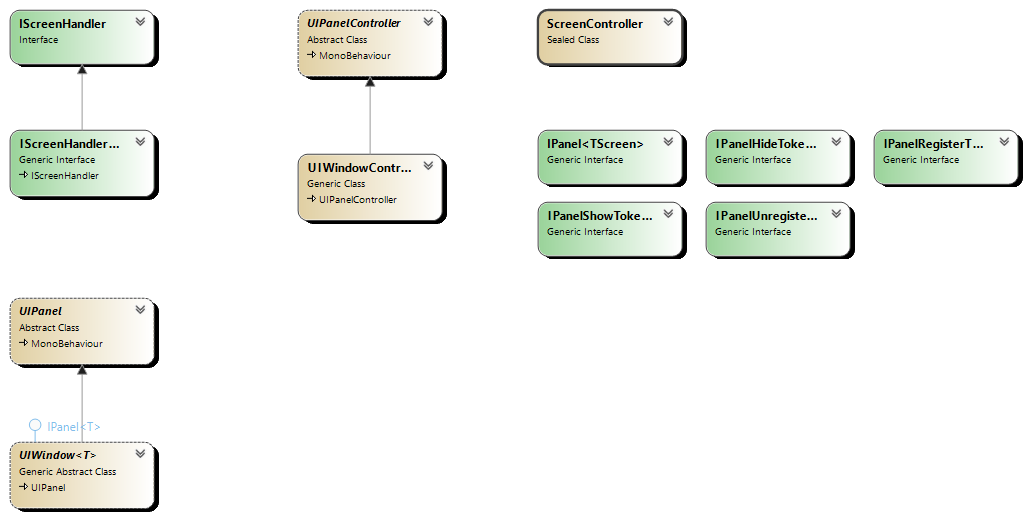 IScreenHandler
Interface
UIPanelController
Abstract Class
MonoBehaviour
ScreenController
Sealed Class
IScreenHandler...
Generic Interface
IScreenHandler
UIWindowContr...
Generic Class
UIPanelController
IPanel<TScreen>
Generic Interface
IPanelHideToke...
Generic Interface
IPanelRegisterT...
Generic Interface
IPanelShowToke...
Generic Interface
IPanelUnregiste...
Generic Interface
UIPanel
Abstract Class
MonoBehaviour
IPanel<T>
UIWindow<T>
Generic Abstract Class
UIPanel